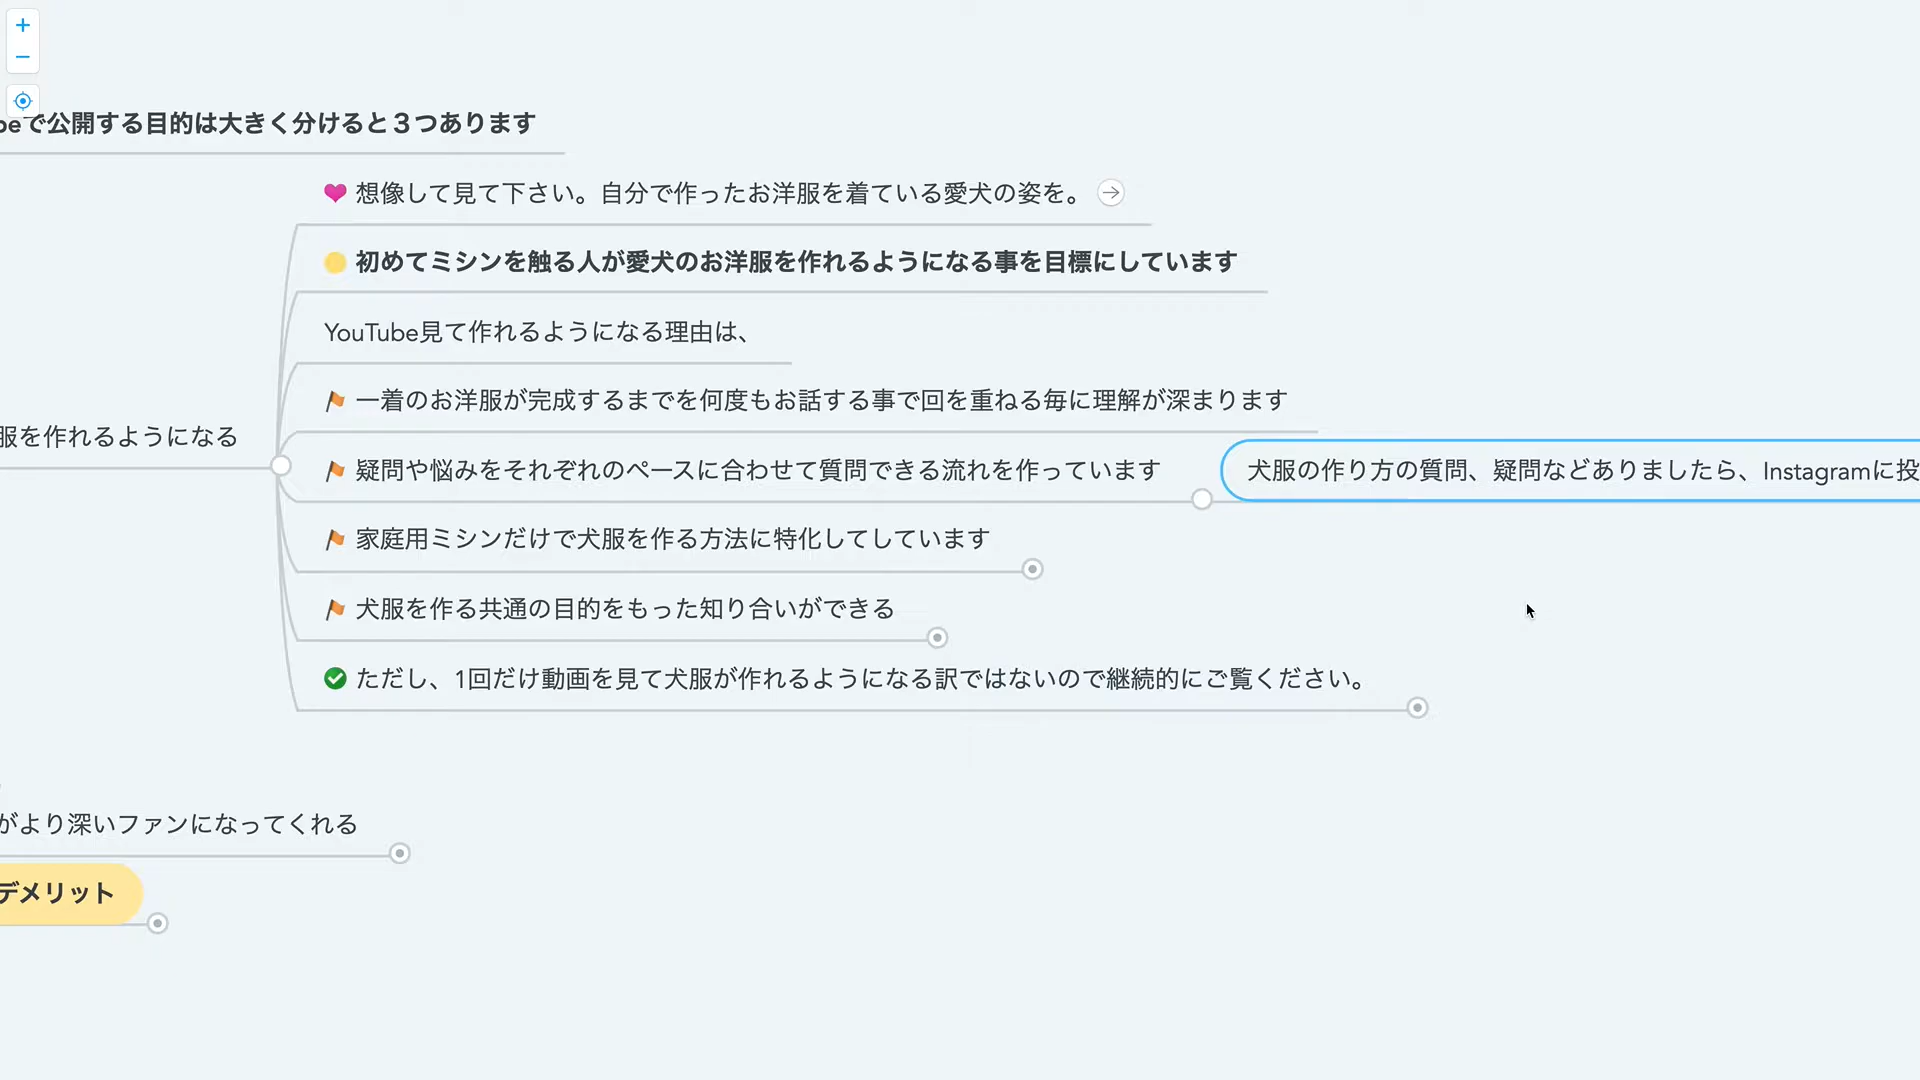 beで公開する目的は大きく分けると３つあります
想像して見て下さい。自分で作ったお洋服を着ている愛犬の姿を。
初めてミシンを触る人が愛犬のお洋服を作れるようになる事を目標にしています
YouTube見て作れるようになる理由は、
一着のお洋服が完成するまでを何度もお話する事で回を重ねる毎に理解が深まります
服を作れるようになる
疑問や悩みをそれぞれのペースに合わせて質問できる流れを作っています
犬服の作り方の質問、疑問などありましたら、Instagramに投
家庭用ミシンだけで犬服を作る方法に特化してしています
犬服を作る共通の目的をもった知り合いができる
ただし、1回だけ動画を見て犬服が作れるようになる訳ではないので継続的にご覧ください。
がより深いファンになってくれる
デメリット